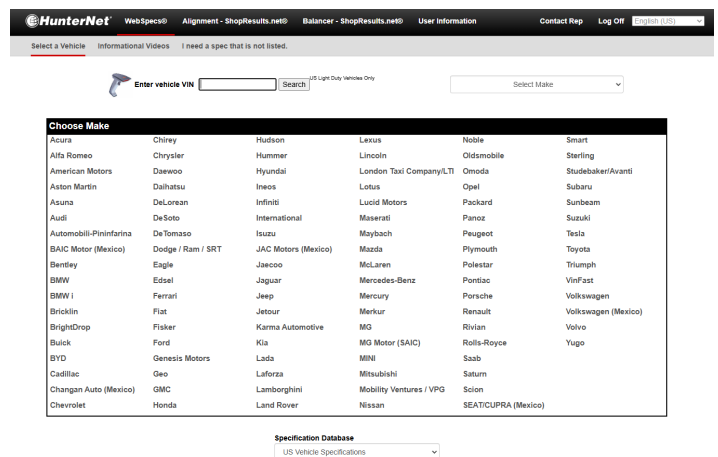 HunterNet® WebSpecs® Alignment - ShopResults.net® Balancer - ShopResults.net® User Information Contact Rep Log Off English (US)
Select a Vehicle Informational Videos I need a spec that is not listed.
Enter vehicle VIN Search US Light Duty Vehicles Only Select Make
Choose Make
Acura Chirey Hudson Lexus Noble Smart
Alfa Romeo Chrysler Hummer Lincoln Oldsmobile Sterling
American Motors Daewoo Hyundai London Taxi Company/LTI Omoda Studebaker/Avanti
Aston Martin Daihatsu Ineos Lotus Opel Subaru
Asuna DeLorean Infiniti Lucid Motors Packard Sunbeam
Audi DeSoto International Maserati Panoz Suzuki
Automobili-Pininfarina DeTomaso Isuzu Maybach Peugeot Tesla
BAIC Motor (Mexico) Dodge / Ram / SRT JAC Motors (Mexico) Mazda Plymouth Toyota
Bentley Eagle Jaecoo McLaren Polestar Triumph
BMW Edsel Jaguar Mercedes-Benz Pontiac VinFast
BMW i Ferrari Jeep Mercury Porsche Volkswagen
Bricklin Fiat Jetour Merkur Renault Volkswagen (Mexico)
BrightDrop Fisker Karma Automotive MG Rivian Volvo
Buick Ford Kia MG Motor (SAIC) Rolls-Royce Yugo
BYD Genesis Motors Lada MINI Saab
Cadillac Geo Laforza Mitsubishi Saturn
Changan Auto (Mexico) GMC Lamborghini Mobility Ventures / VPG Scion
Chevrolet Honda Land Rover Nissan SEAT/CUPRA (Mexico)
Specification Database
US Vehicle Specifications